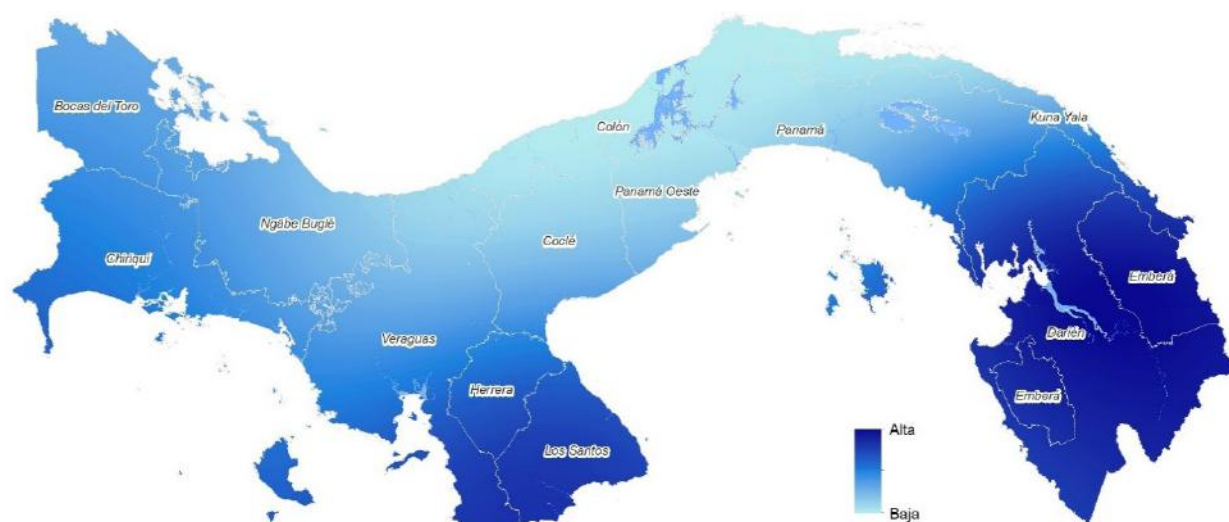 Bocas del Toro
Colón
Kuna Yala
Panamá
Panamá Oeste
Ngäbe Buglé
Coclé
Chiriquí
Emberá
Darién
Veraguas
Herrera
Emberá
Los Santos
Alta
Baja